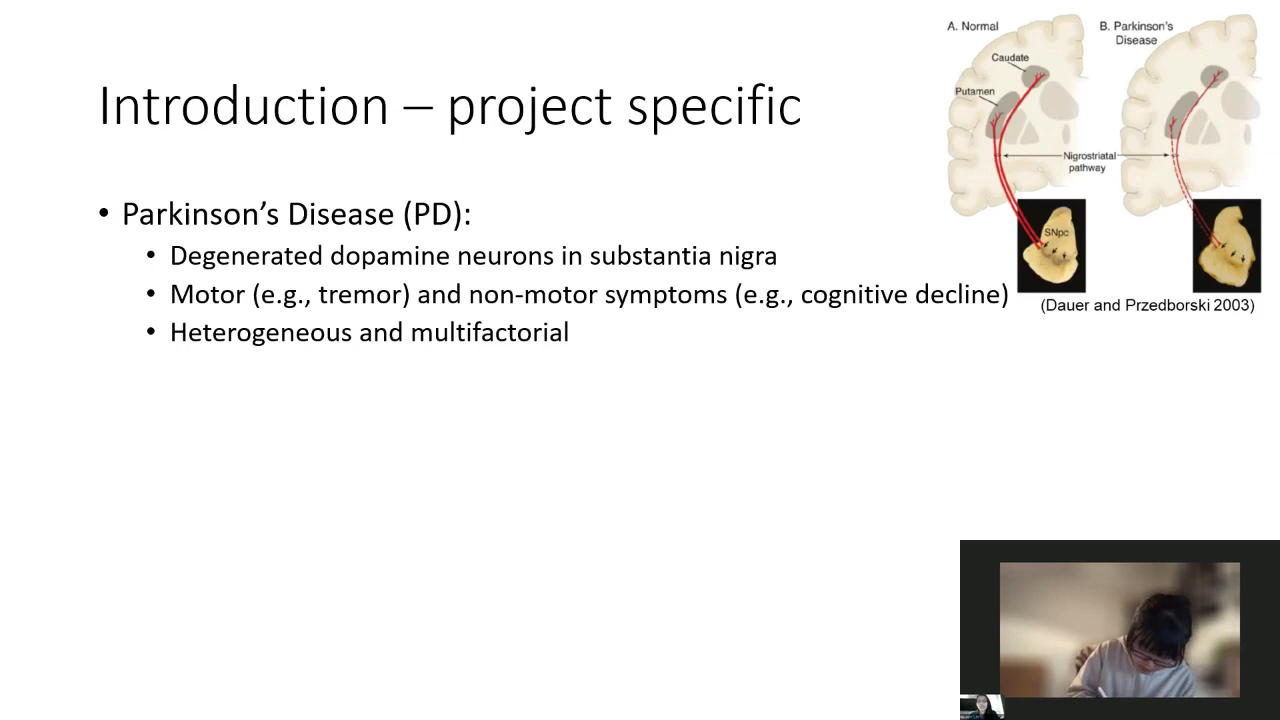 Introduction – project specific
• Parkinson's Disease (PD):
• Degenerated dopamine neurons in substantia nigra
• Motor (e.g., tremor) and non-motor symptoms (e.g., cognitive decline)
• Heterogeneous and multifactorial
A. Normal
B. Parkinson's
Disease
Caudate
Putamen
Nigrostriatal
pathway
SNpc
(Dauer and Przedborski 2003)